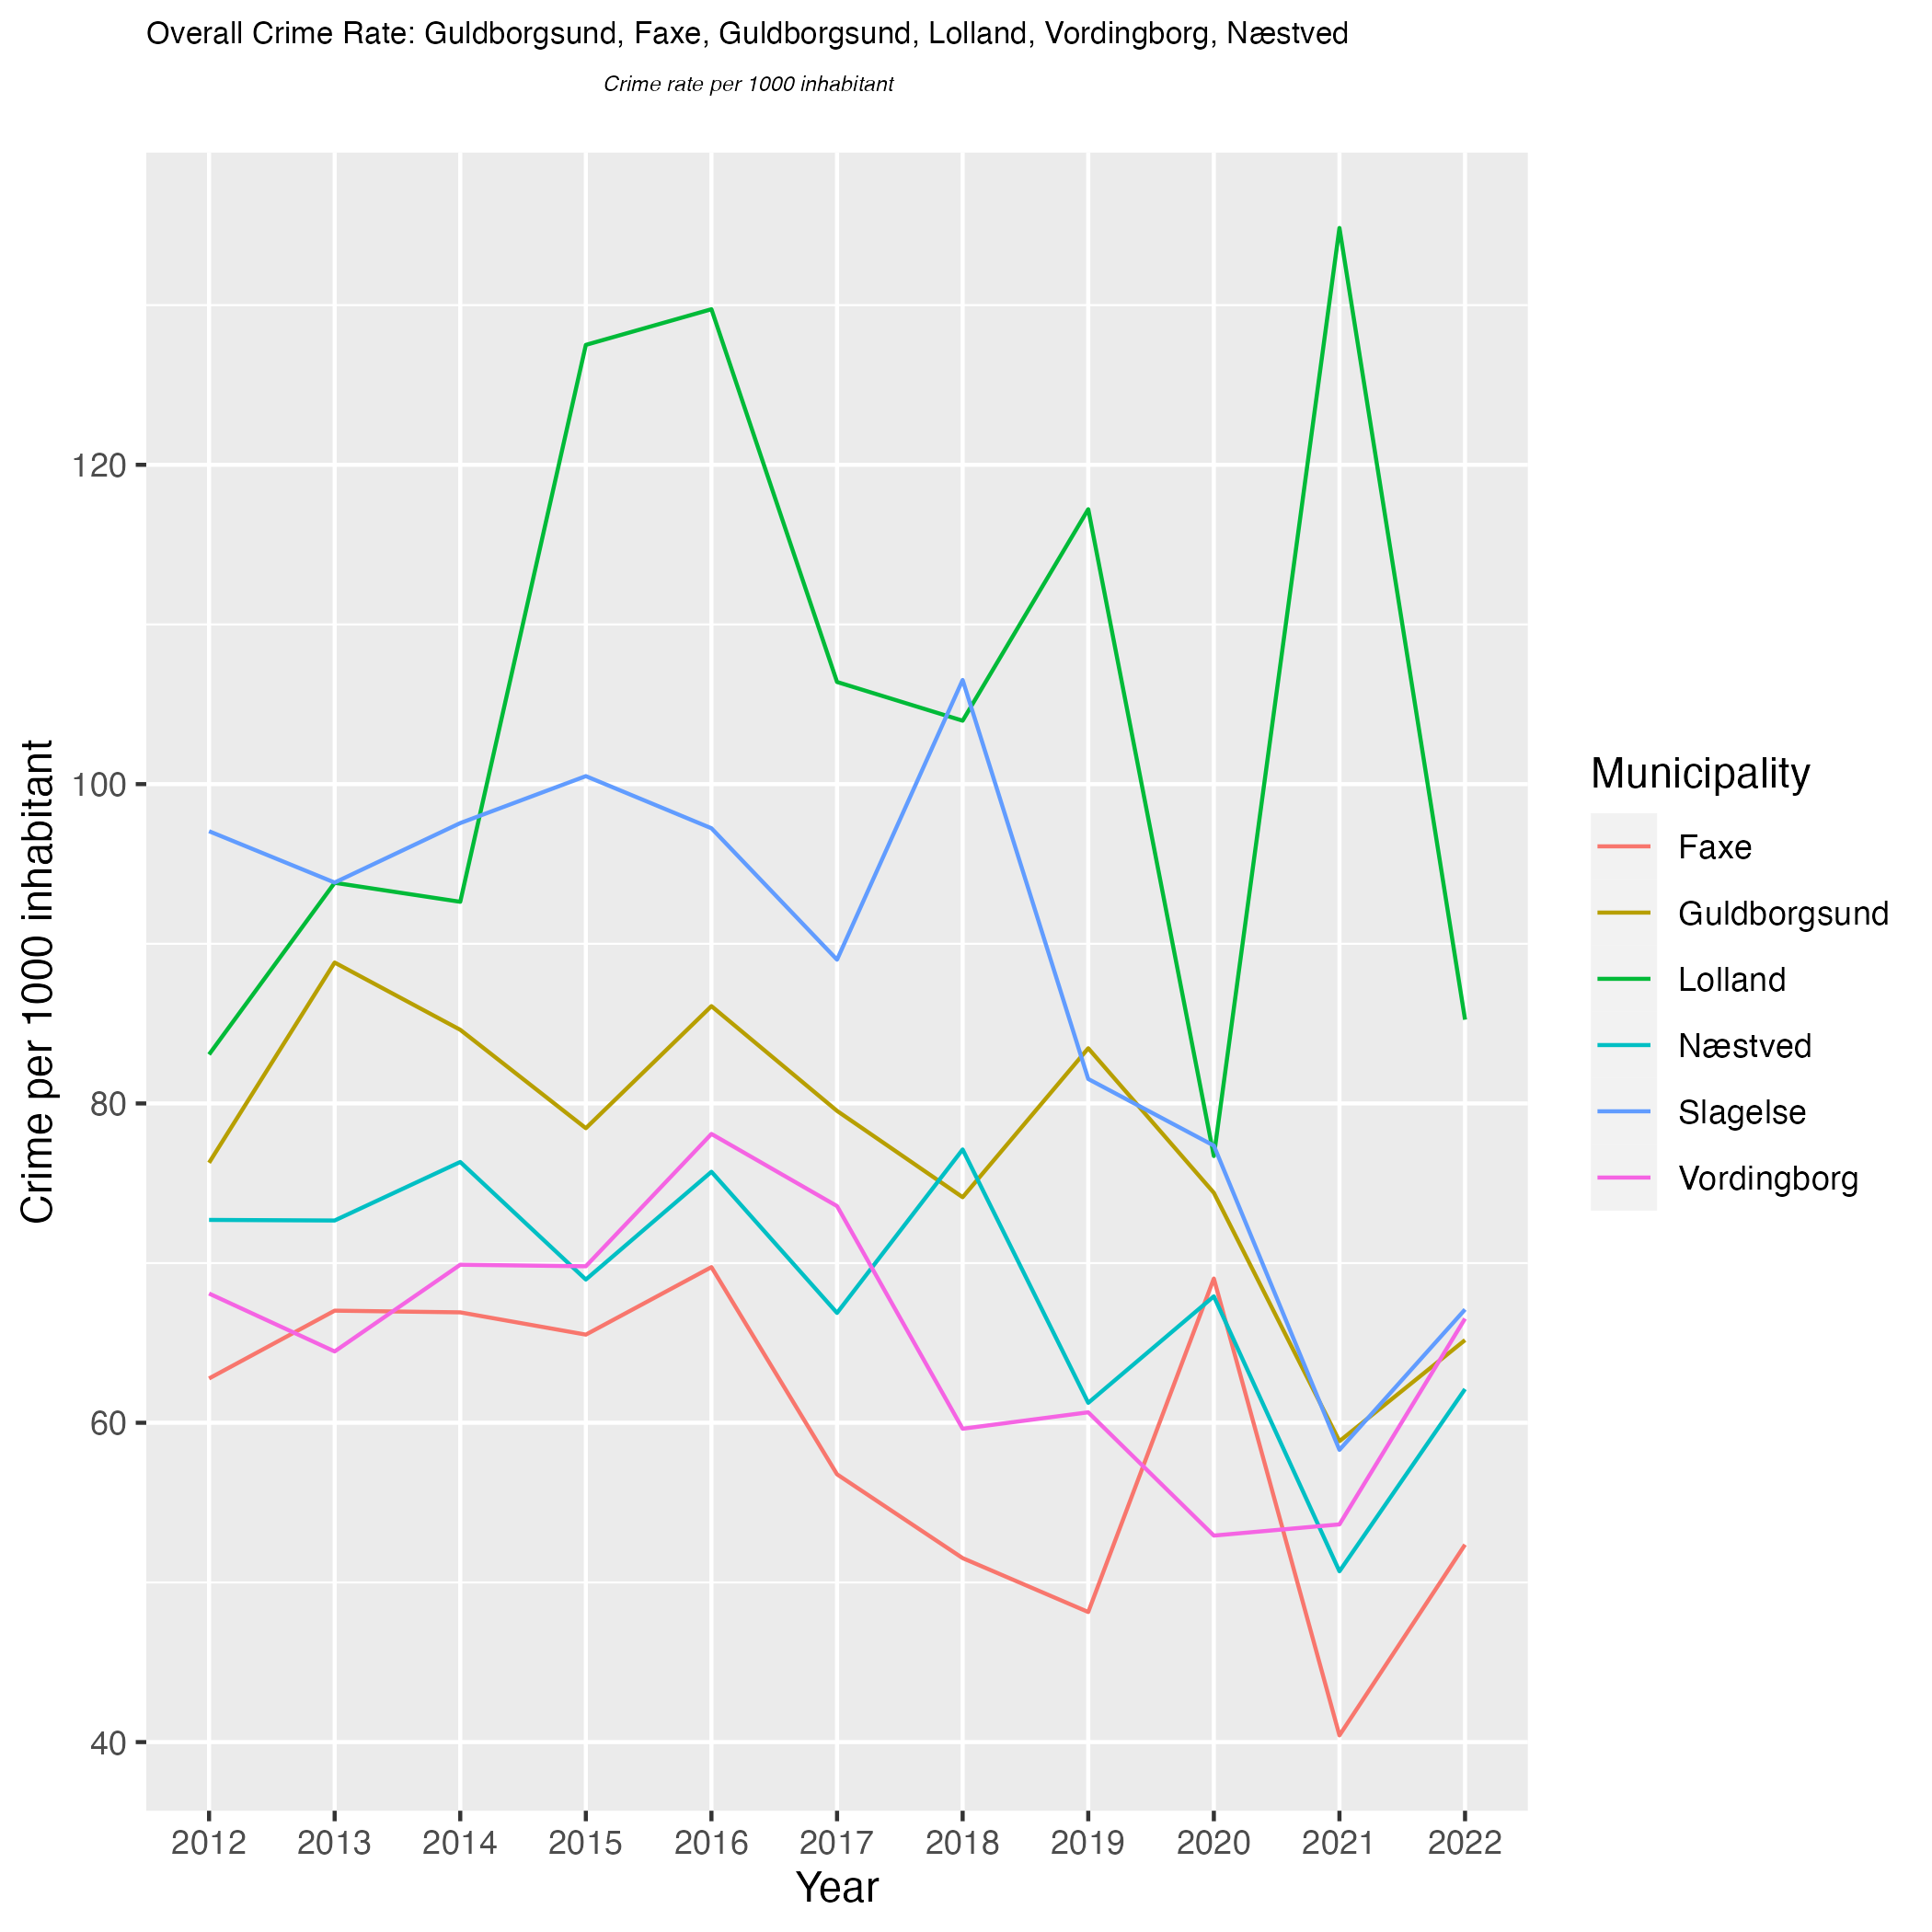 Overall Crime Rate: Guldborgsund, Faxe, Guldborgsund, Lolland, Vordingborg, Næstved
Crime rate per 1000 inhabitant
Crime per 1000 inhabitant
120
100
80
60
40
2012 2013 2014 2015 2016 2017 2018 2019 2020 2021 2022
Year
Municipality
Faxe
Guldborgsund
Lolland
Næstved
Slagelse
Vordingborg